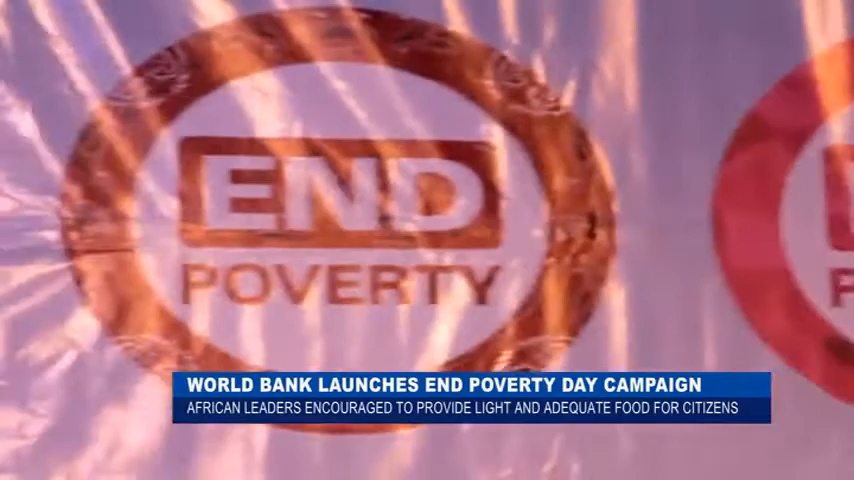 END
POVERTY
P
WORLD BANK LAUNCHES END POVERTY DAY CAMPAIGN
AFRICAN LEADERS ENCOURAGED TO PROVIDE LIGHT AND ADEQUATE FOOD FOR CITIZENS